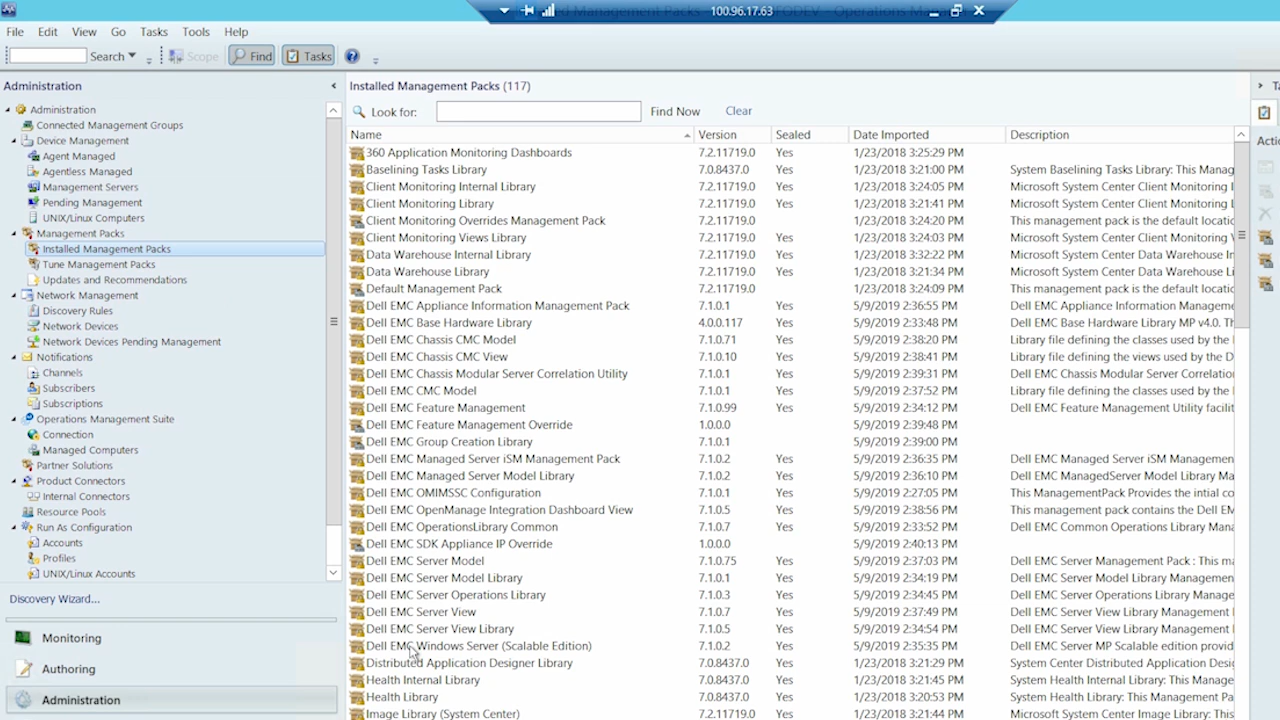 100.96.17.63
File Edit View Go Tasks Tools Help
Search Scope Find Tasks
Administration
Administration
Connected Management Groups
Device Management
Agent Managed
Agentless Managed
Management Servers
Pending Management
UNIX/Linux Computers
Management Packs
Installed Management Packs
Tune Management Packs
Updates and Recommendations
Network Management
Discovery Rules
Network Devices
Network Devices Pending Management
Notifications
Channels
Subscribers
Subscriptions
Operations Management Suite
Connection
Managed Computers
Partner Solutions
Product Connectors
Internal Connectors
Resource Pools
Run As Configuration
Accounts
Profiles
UNIX/Linux Accounts
Discovery Wizard...
Monitoring
Authoring
Administration
Installed Management Packs (117)
Look for: Find Now Clear
Name Version Sealed Date Imported Description
360 Application Monitoring Dashboards 7.2.11719.0 Yes 1/23/2018 3:25:29 PM
Baselining Tasks Library 7.0.8437.0 Yes 1/23/2018 3:21:00 PM System Baselining Tasks Library: This Manag
Client Monitoring Internal Library 7.2.11719.0 Yes 1/23/2018 3:24:05 PM Microsoft System Center Client Monitoring I
Client Monitoring Library 7.2.11719.0 Yes 1/23/2018 3:21:41 PM Microsoft System Center Client Monitoring L
Client Monitoring Overrides Management Pack 7.2.11719.0 1/23/2018 3:24:20 PM This management pack is the default locatio
Client Monitoring Views Library 7.2.11719.0 Yes 1/23/2018 3:24:03 PM Microsoft System Center Client Monitoring V
Data Warehouse Internal Library 7.2.11719.0 Yes 1/23/2018 3:32:22 PM Microsoft System Center Data Warehouse In
Data Warehouse Library 7.2.11719.0 Yes 1/23/2018 3:21:34 PM Microsoft System Center Data Warehouse Li
Default Management Pack 7.2.11719.0 1/23/2018 3:24:09 PM This management pack is the default locatio
Dell EMC Appliance Information Management Pack 7.1.0.1 Yes 5/9/2019 2:36:55 PM Dell EMC Appliance Information Manageme
Dell EMC Base Hardware Library 4.0.0.117 Yes 5/9/2019 2:33:48 PM Dell EMC Base Hardware Library MP v4.0. Th
Dell EMC Chassis CMC Model 7.1.0.71 Yes 5/9/2019 2:38:20 PM Library file defining the classes used by the I
Dell EMC Chassis CMC View 7.1.0.10 Yes 5/9/2019 2:38:41 PM Library file defining the views used by the D
Dell EMC Chassis Modular Server Correlation Utility 7.1.0.1 Yes 5/9/2019 2:39:31 PM Dell EMC Chassis Modular Server Correlation
Dell EMC CMC Model 7.1.0.1 Yes 5/9/2019 2:37:52 PM Library file defining the classes used by the
Dell EMC Feature Management 7.1.0.99 Yes 5/9/2019 2:34:12 PM Dell EMC Feature Management Utility facilit
Dell EMC Feature Management Override 1.0.0.0 5/9/2019 2:39:48 PM
Dell EMC Group Creation Library 7.1.0.1 5/9/2019 2:39:00 PM
Dell EMC Managed Server iSM Management Pack 7.1.0.2 Yes 5/9/2019 2:36:35 PM Dell EMC Managed Server iSM Managemen
Dell EMC Managed Server Model Library 7.1.0.2 Yes 5/9/2019 2:36:10 PM Dell EMC ManagedServer Model Library Ma
Dell EMC OMIMSSC Configuration 7.1.0.1 Yes 5/9/2019 2:27:05 PM This ManagementPack Provides the intial co
Dell EMC OpenManage Integration Dashboard View 7.1.0.5 Yes 5/9/2019 2:38:56 PM This management pack contains the Dell EM
Dell EMC OperationsLibrary Common 7.1.0.7 Yes 5/9/2019 2:33:52 PM Dell EMC Common Operations Library Man
Dell EMC SDK Appliance IP Override 1.0.0.0 5/9/2019 2:40:13 PM
Dell EMC Server Model 7.1.0.75 Yes 5/9/2019 2:37:03 PM Dell EMC Server Management Pack : This ma
Dell EMC Server Model Library 7.1.0.1 Yes 5/9/2019 2:34:19 PM Dell EMC Server Model Library Managemen
Dell EMC Server Operations Library 7.1.0.3 Yes 5/9/2019 2:34:45 PM Dell EMC Server Operations Library Manage
Dell EMC Server View 7.1.0.7 Yes 5/9/2019 2:37:49 PM Dell EMC Server View Library Management
Dell EMC Server View Library 7.1.0.5 Yes 5/9/2019 2:34:54 PM Dell EMC Server View Library Management
Dell EMC Windows Server (Scalable Edition) 7.1.0.2 Yes 5/9/2019 2:35:35 PM Dell EMC Server MP Scalable edition provid
Distributed Application Designer Library 7.0.8437.0 Yes 1/23/2018 3:21:29 PM System Center Distributed Application Desig
Health Internal Library 7.0.8437.0 Yes 1/23/2018 3:21:45 PM System Health Internal Library: This Manage
Health Library 7.0.8437.0 Yes 1/23/2018 3:20:53 PM System Health Library: This Management Pa
Image Library (System Center) 7.2.11719.0 Yes 1/23/2018 3:21:44 PM Microsoft System Center Image Library: This